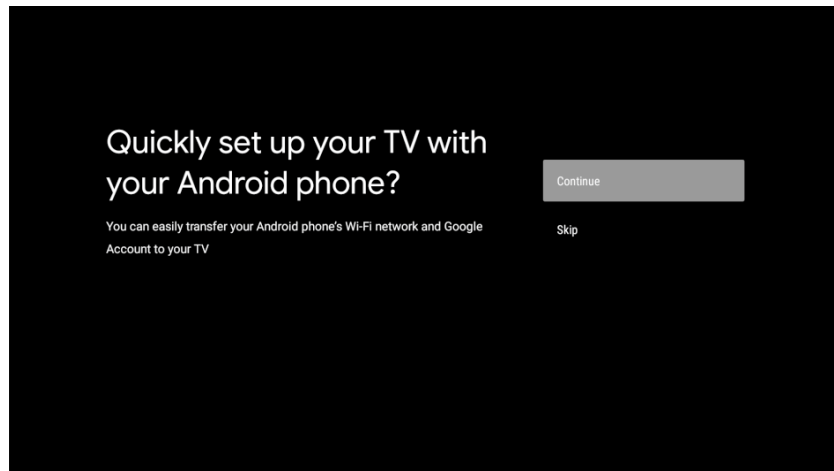 Quickly set up your TV with
your Android phone?
You can easily transfer your Android phone's Wi-Fi network and Google
Account to your TV
Continue
Skip